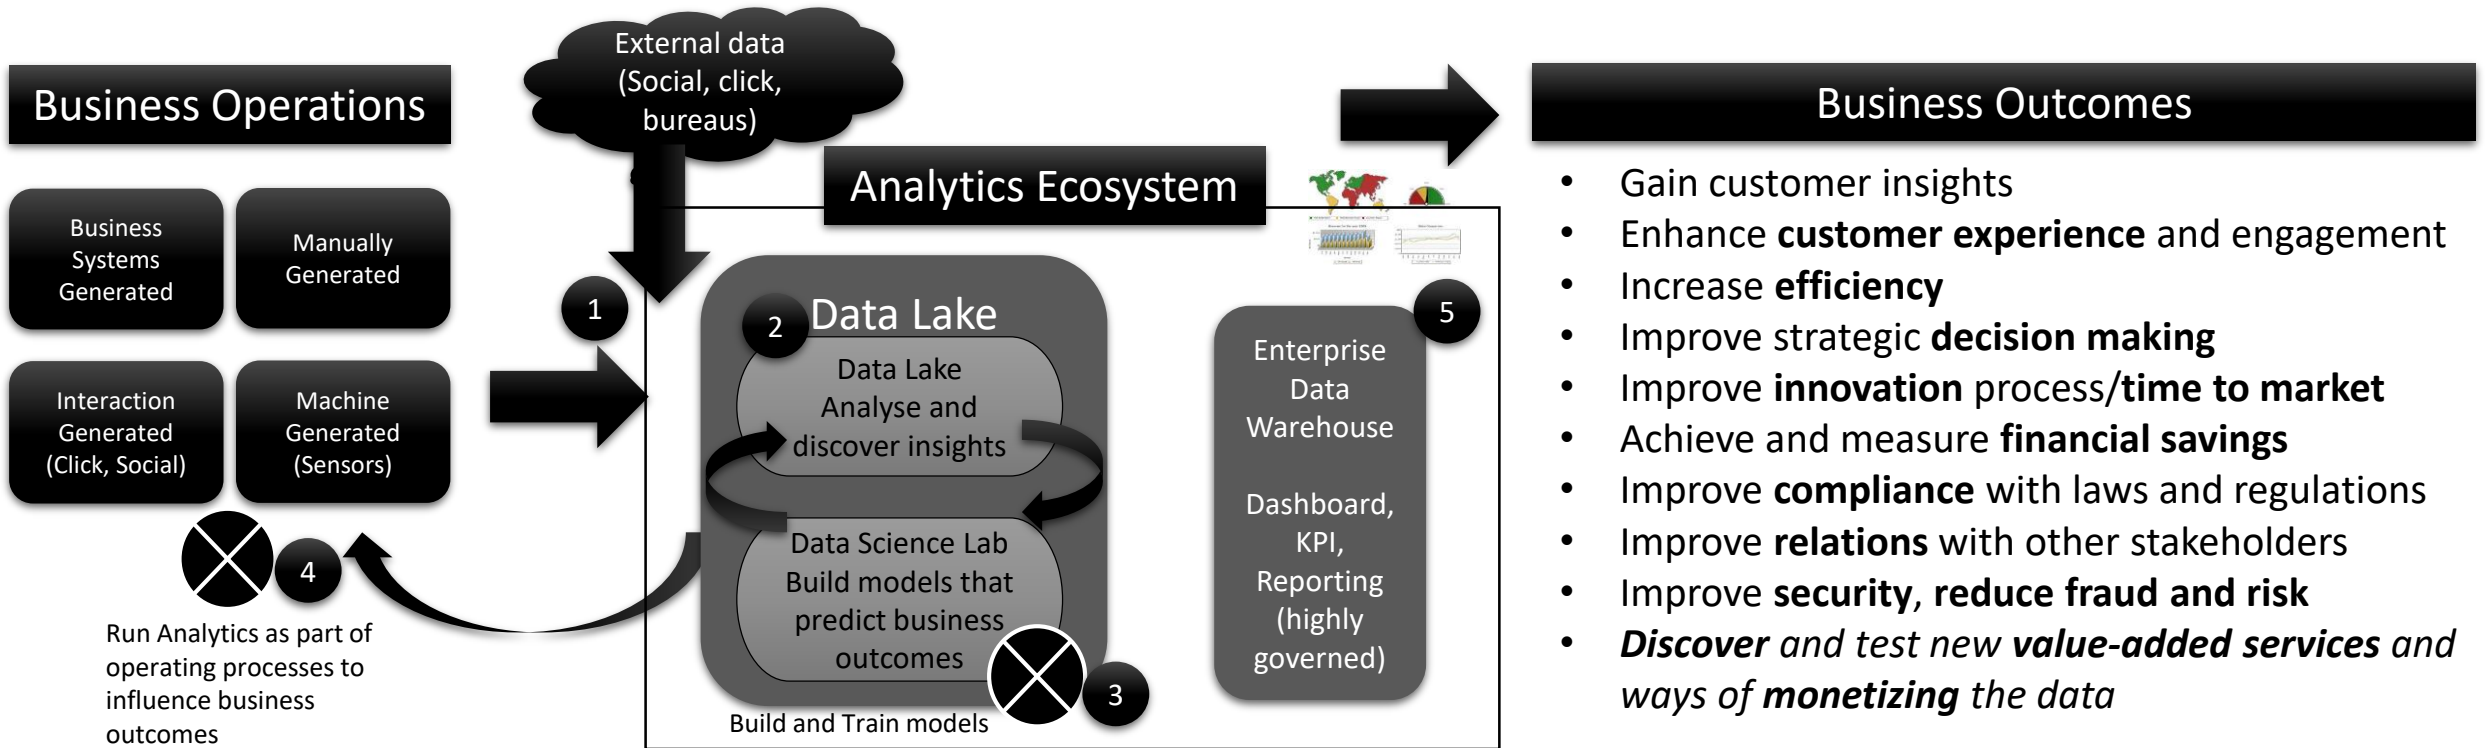 Business Operations
Business
Systems
Generated
Manually
Generated
Interaction
Generated
(Click, Social)
Machine
Generated
(Sensors)
4
Run Analytics as part of
operating processes to
influence business
outcomes
External data
(Social, click,
bureaus)
1
Analytics Ecosystem
2
Data Lake
Data Lake
Analyse and
discover insights
Data Science Lab
Build models that
predict business
outcomes
3
Build and Train models
5
Enterprise
Data
Warehouse
Dashboard,
KPI,
Reporting
(highly
governed)
Business Outcomes
• Gain customer insights
• Enhance customer experience and engagement
• Increase efficiency
• Improve strategic decision making
• Improve innovation process/time to market
• Achieve and measure financial savings
• Improve compliance with laws and regulations
• Improve relations with other stakeholders
• Improve security, reduce fraud and risk
• Discover and test new value-added services and
ways of monetizing the data